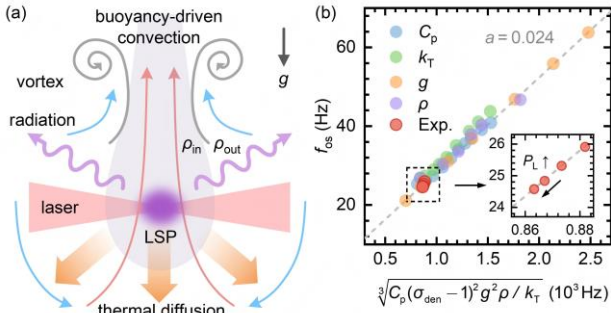 (a)
buoyancy-driven
convection
g
vortex
radiation
ρin ρout
laser
LSP
thermal diffusion
(b)
a = 0.024
Cp
kT
g
ρ
Exp.
fos (Hz)
60
40
20
PL ↑
26
25
24
0.86 0.88
0.5 1.0 1.5 2.0 2.5
∛Cp(σden − 1)²g²ρ / kT (10³ Hz)